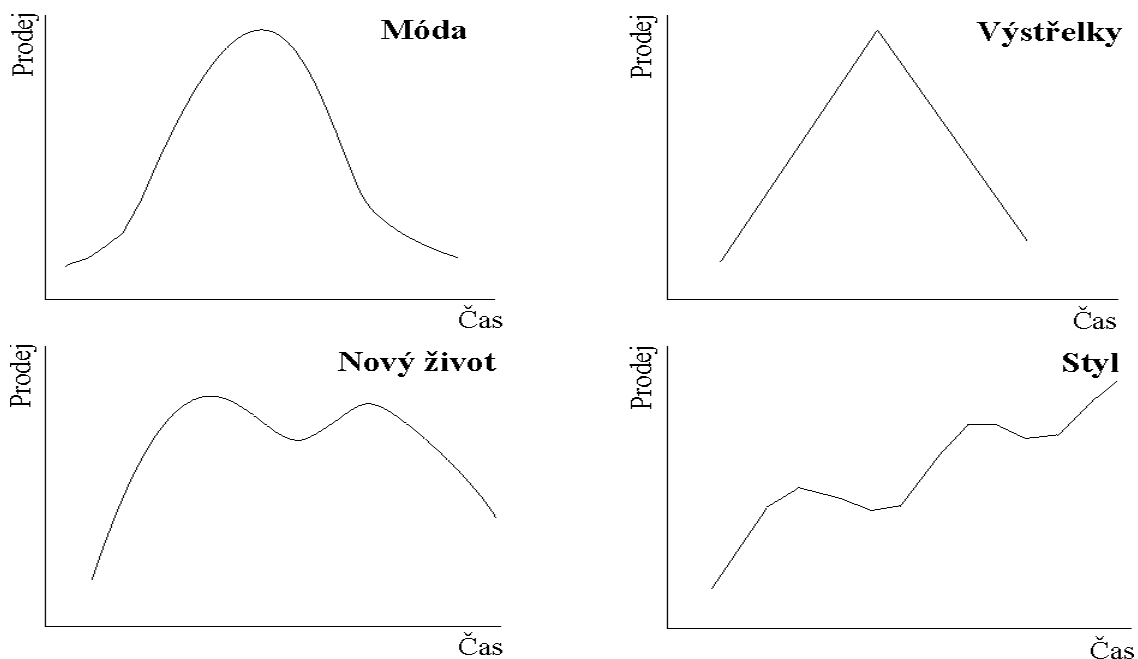 Móda
Prodej
Čas
Výstřelky
Prodej
Čas
Nový život
Prodej
Čas
Styl
Prodej
Čas